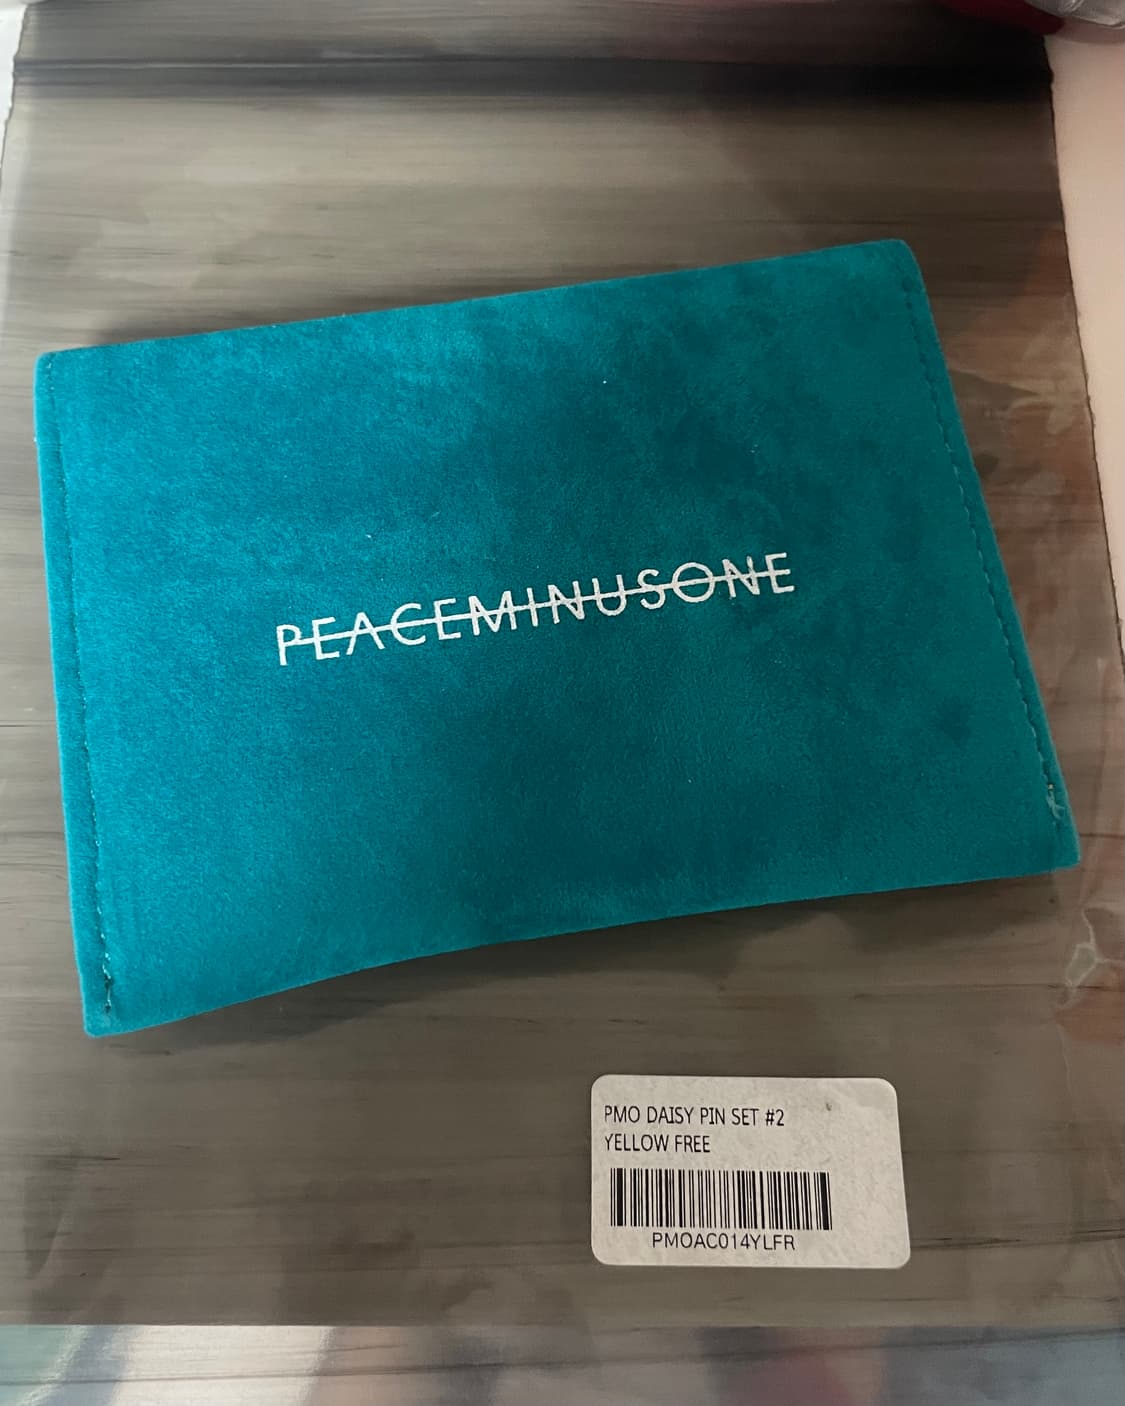 PEACEMINUSONE
PMO DAISY PIN SET #2
YELLOW FREE
PMOAC014YLFR